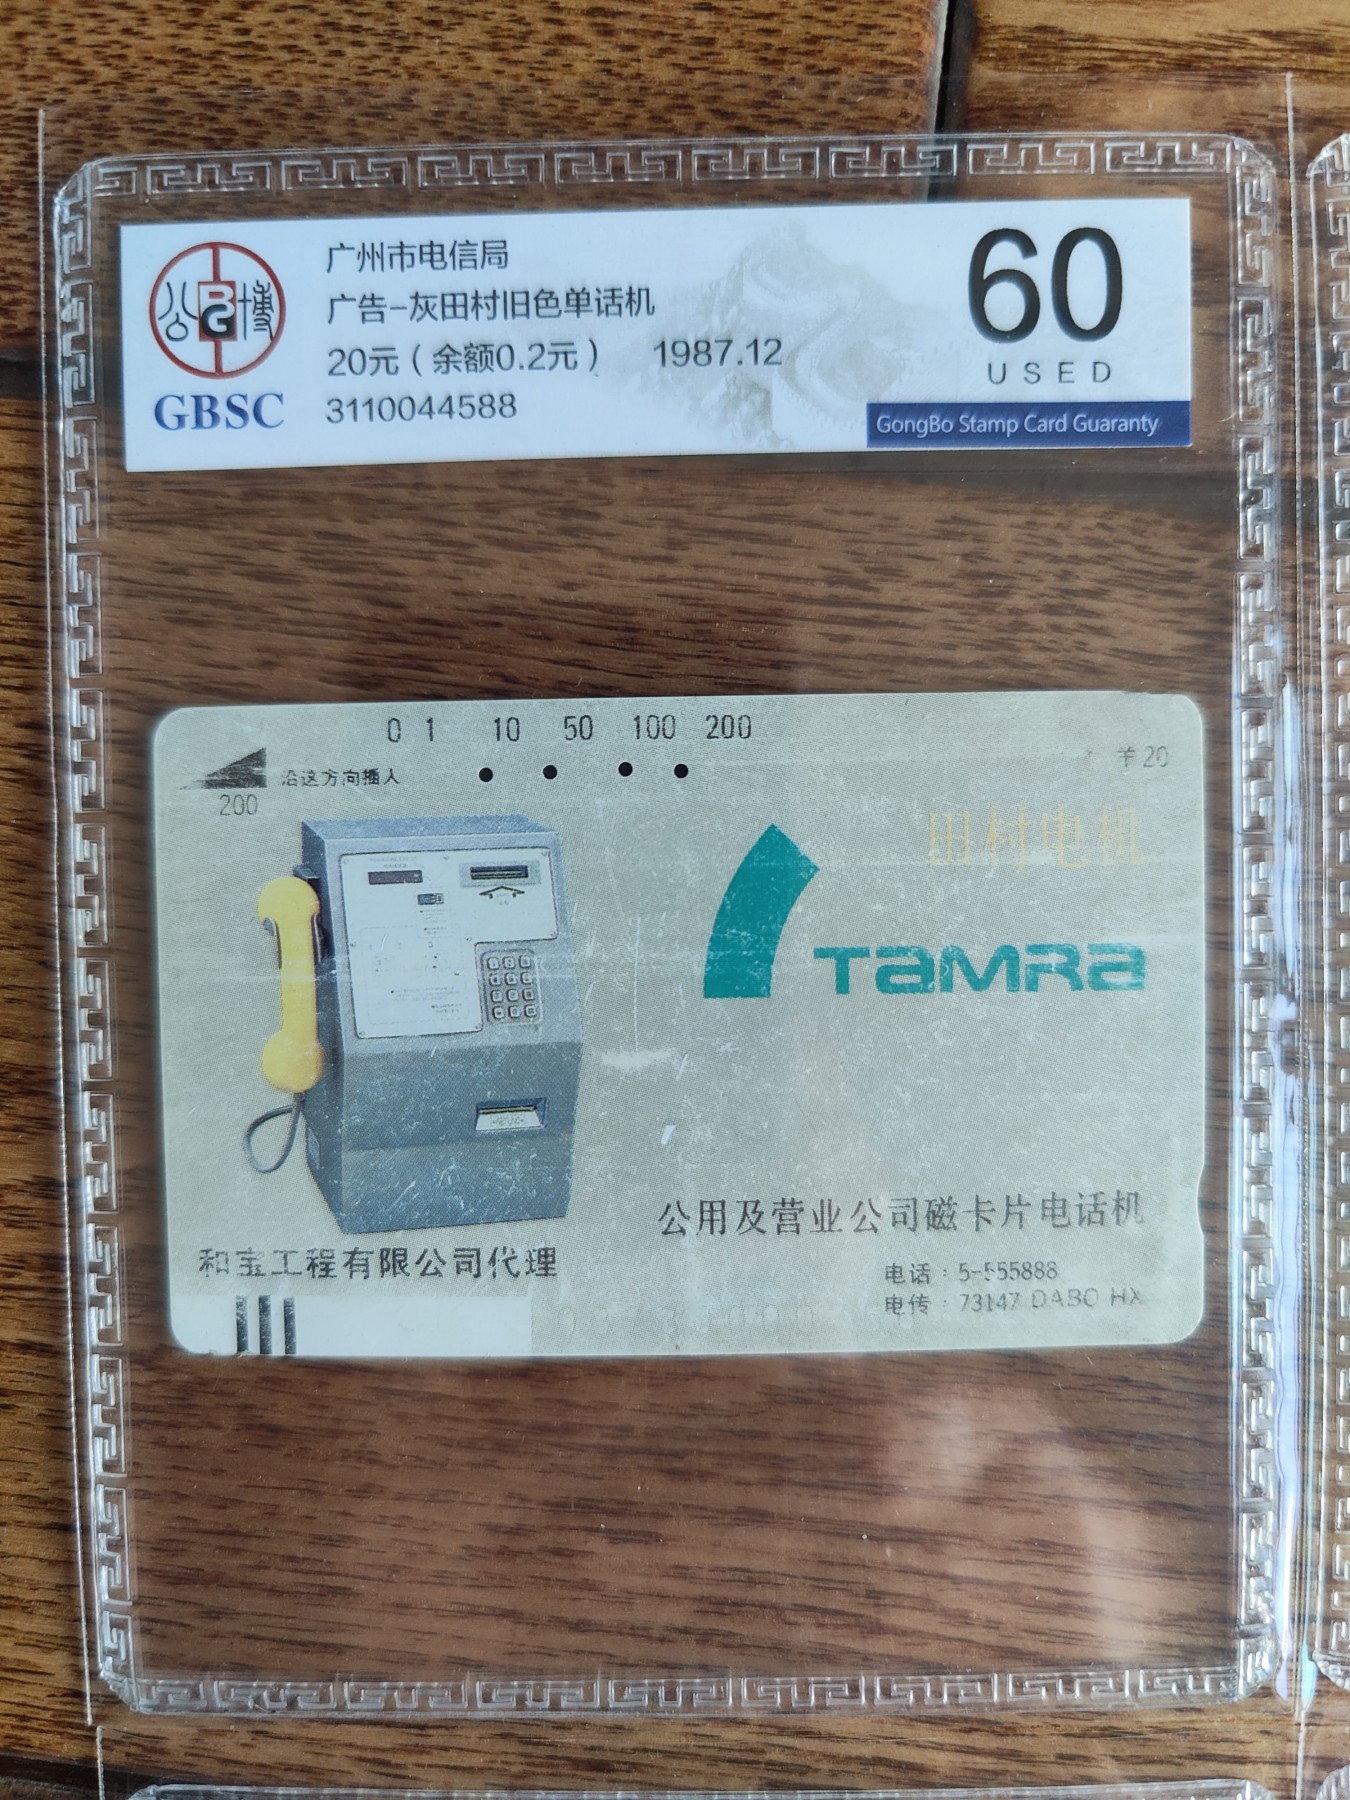 公博
BG
GBSC
广州市电信局
广告-灰田村旧色单话机
20元（余额0.2元） 1987.12
3110044588
60
USED
GongBo Stamp Card Guaranty
0 1 10 50 100 200
沿这方向插入
200
¥20
田村电机
TAMRA
公用及营业公司磁卡片电话机
和宝工程有限公司代理
电话：5-555888
电传：73147 DABO HX